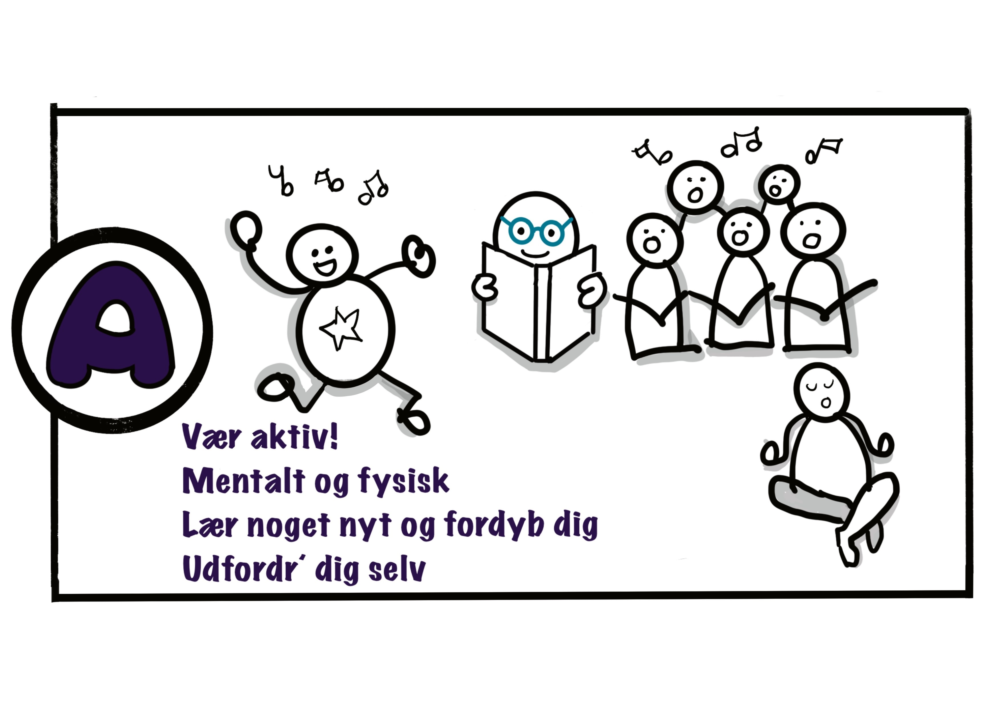 A
Vær aktiv!
Mentalt og fysisk
Lær noget nyt og fordyb dig
Udfordr´ dig selv